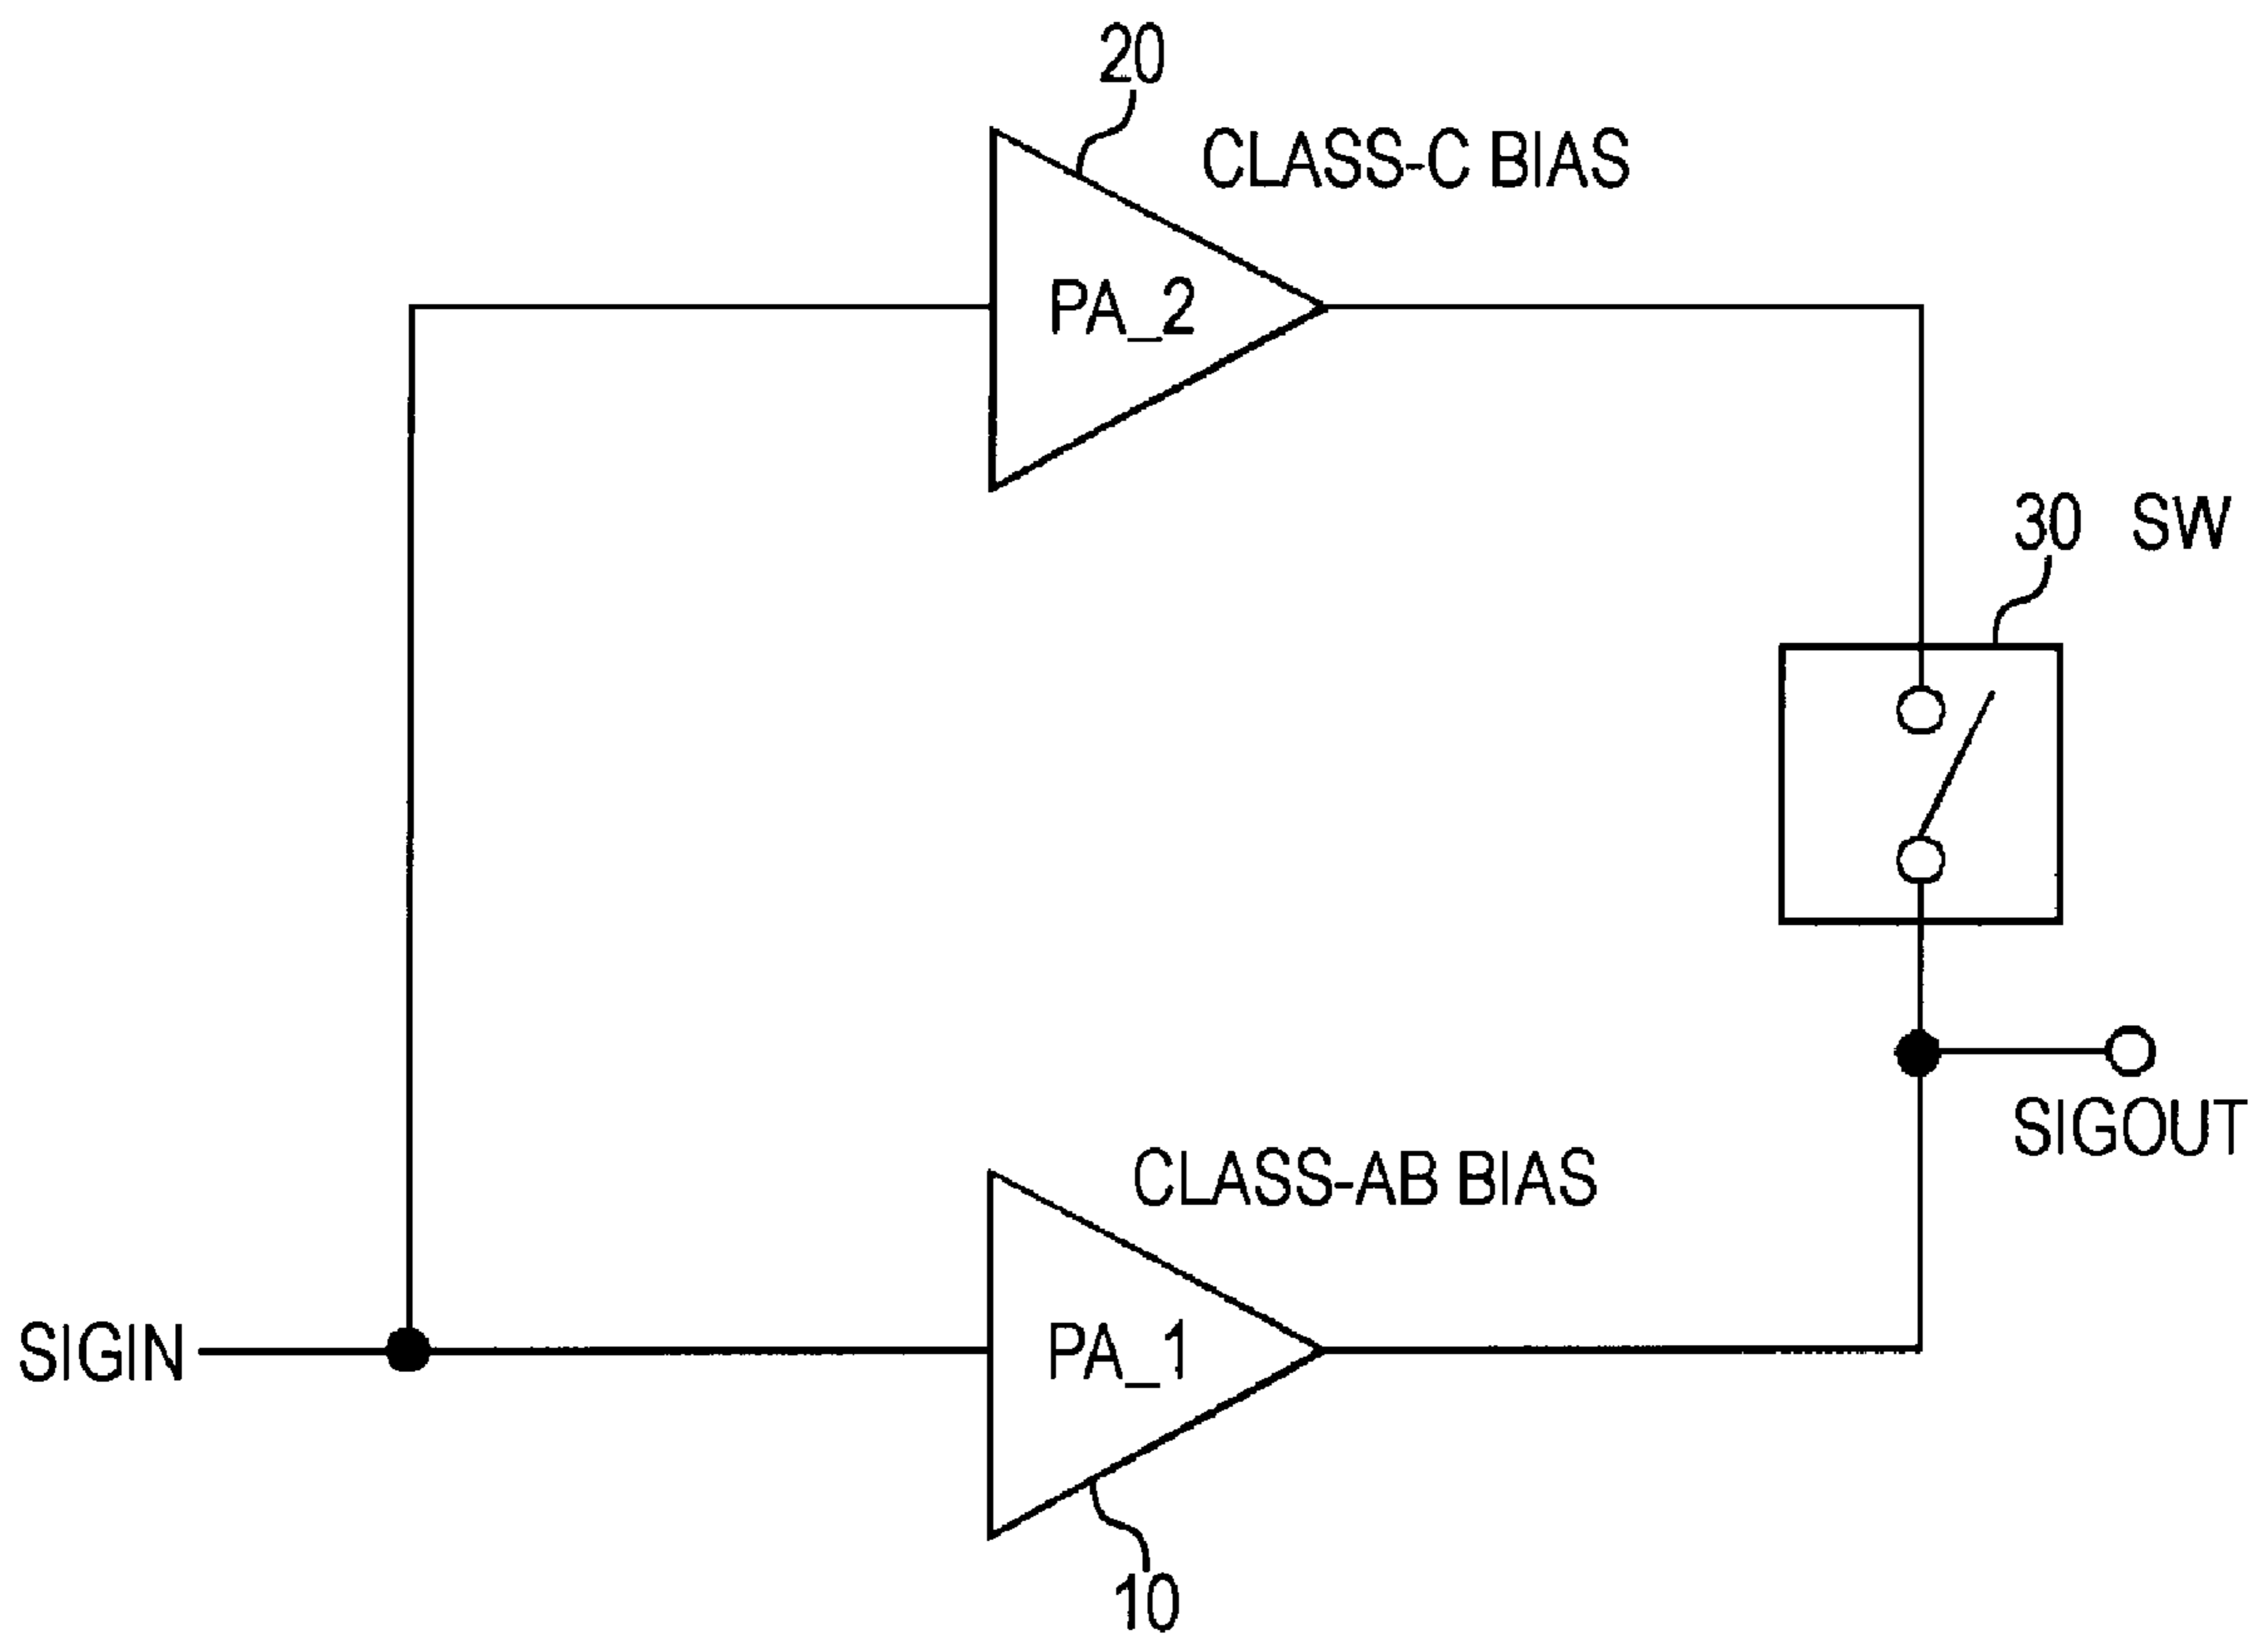 20
CLASS-C BIAS
PA_2
30 SW
SIGOUT
CLASS-AB BIAS
SIGIN
PA_1
10